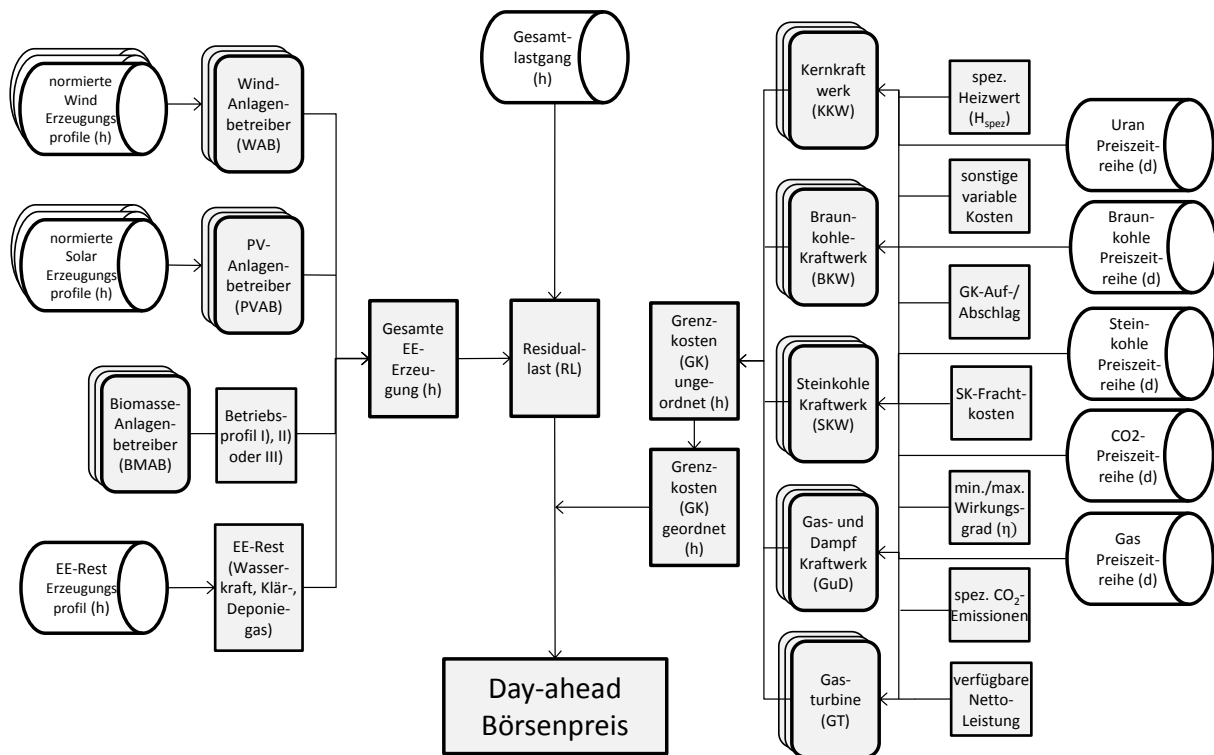 normierte
Wind
Erzeugungs
profile (h)
Wind-
Anlagen-
betreiber
(WAB)
normierte
Solar
Erzeugungs
profile (h)
PV-
Anlagen-
betreiber
(PVAB)
Biomasse-
Anlagen-
betreiber
(BMAB)
Betriebs-
profil I), II)
oder III)
EE-Rest
Erzeugungs
profil (h)
EE-Rest
(Wasser-
kraft, Klär-,
Deponie-
gas)
Gesamte
EE-
Erzeu-
gung (h)
Gesamt-
lastgang
(h)
Residual-
last (RL)
Day-ahead
Börsenpreis
Grenz-
kosten
(GK)
unge-
ordnet (h)
Grenz-
kosten
(GK)
geordnet
(h)
Kernkraft
werk
(KKW)
Braun-
kohle-
Kraftwerk
(BKW)
Steinkohle
Kraftwerk
(SKW)
Gas- und
Dampf
Kraftwerk
(GuD)
Gas-
turbine
(GT)
spez.
Heizwert
(Hspez)
sonstige
variable
Kosten
GK-Auf-/
Abschlag
SK-Fracht-
kosten
min./max.
Wirkungs-
grad (η)
spez. CO₂-
Emissionen
verfügbare
Netto-
Leistung
Uran
Preiszeit-
reihe (d)
Braun-
kohle
Preiszeit-
reihe (d)
Stein-
kohle
Preiszeit-
reihe (d)
CO2-
Preiszeit-
reihe (d)
Gas
Preiszeit-
reihe (d)